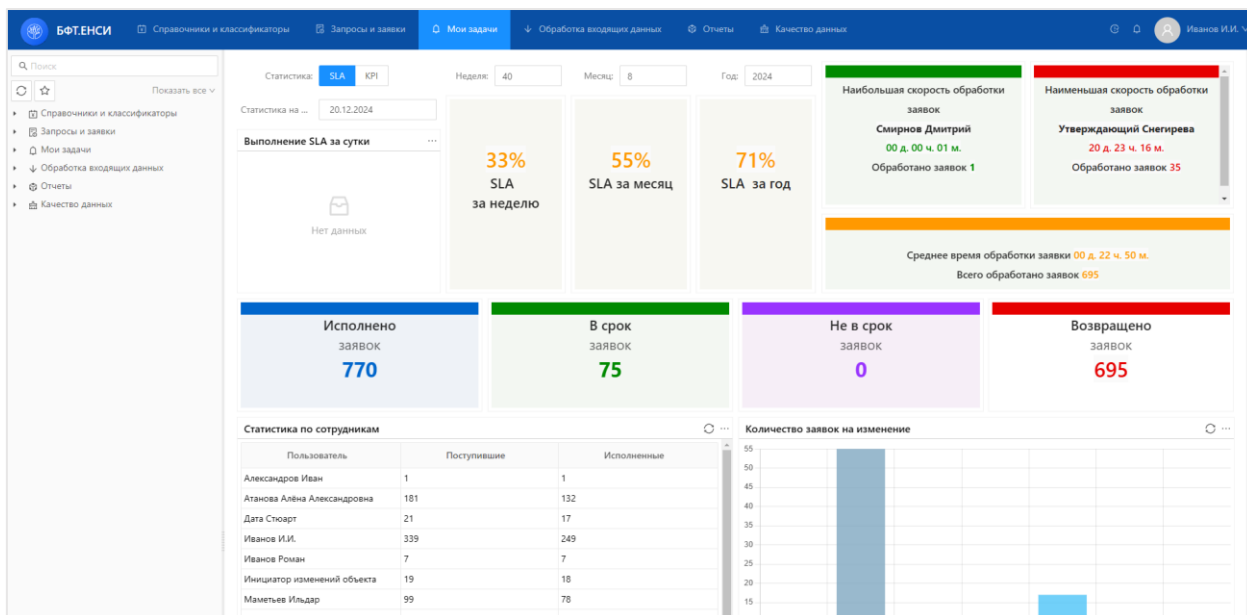 БФТ.ЕНСИ
Справочники и классификаторы
Запросы и заявки
Мои задачи
Обработка входящих данных
Отчеты
Качество данных
Иванов И.И.
Поиск
Показать все
Справочники и классификаторы
Запросы и заявки
Мои задачи
Обработка входящих данных
Отчеты
Качество данных
Статистика: SLA KPI
Неделя: 40
Месяц: 8
Год: 2024
Статистика на ... 20.12.2024
Выполнение SLA за сутки ...
Нет данных
33%
SLA
за неделю
55%
SLA за месяц
71%
SLA за год
Наибольшая скорость обработки
заявок
Смирнов Дмитрий
00 д. 00 ч. 01 м.
Обработано заявок 1
Наименьшая скорость обработки
заявок
Утверждающий Снегирева
20 д. 23 ч. 16 м.
Обработано заявок 35
Среднее время обработки заявки 00 д. 22 ч. 50 м.
Всего обработано заявок 695
Исполнено
заявок
770
В срок
заявок
75
Не в срок
заявок
0
Возвращено
заявок
695
Статистика по сотрудникам ...
Пользователь Поступившие Исполненные
Александров Иван 1 1
Атанова Алёна Александровна 181 132
Дата Стюарт 21 17
Иванов И.И. 339 249
Иванов Роман 7 7
Инициатор изменений объекта 19 18
Маметьев Ильдар 99 78
Количество заявок на изменение ...
55
50
45
40
35
30
25
20
15